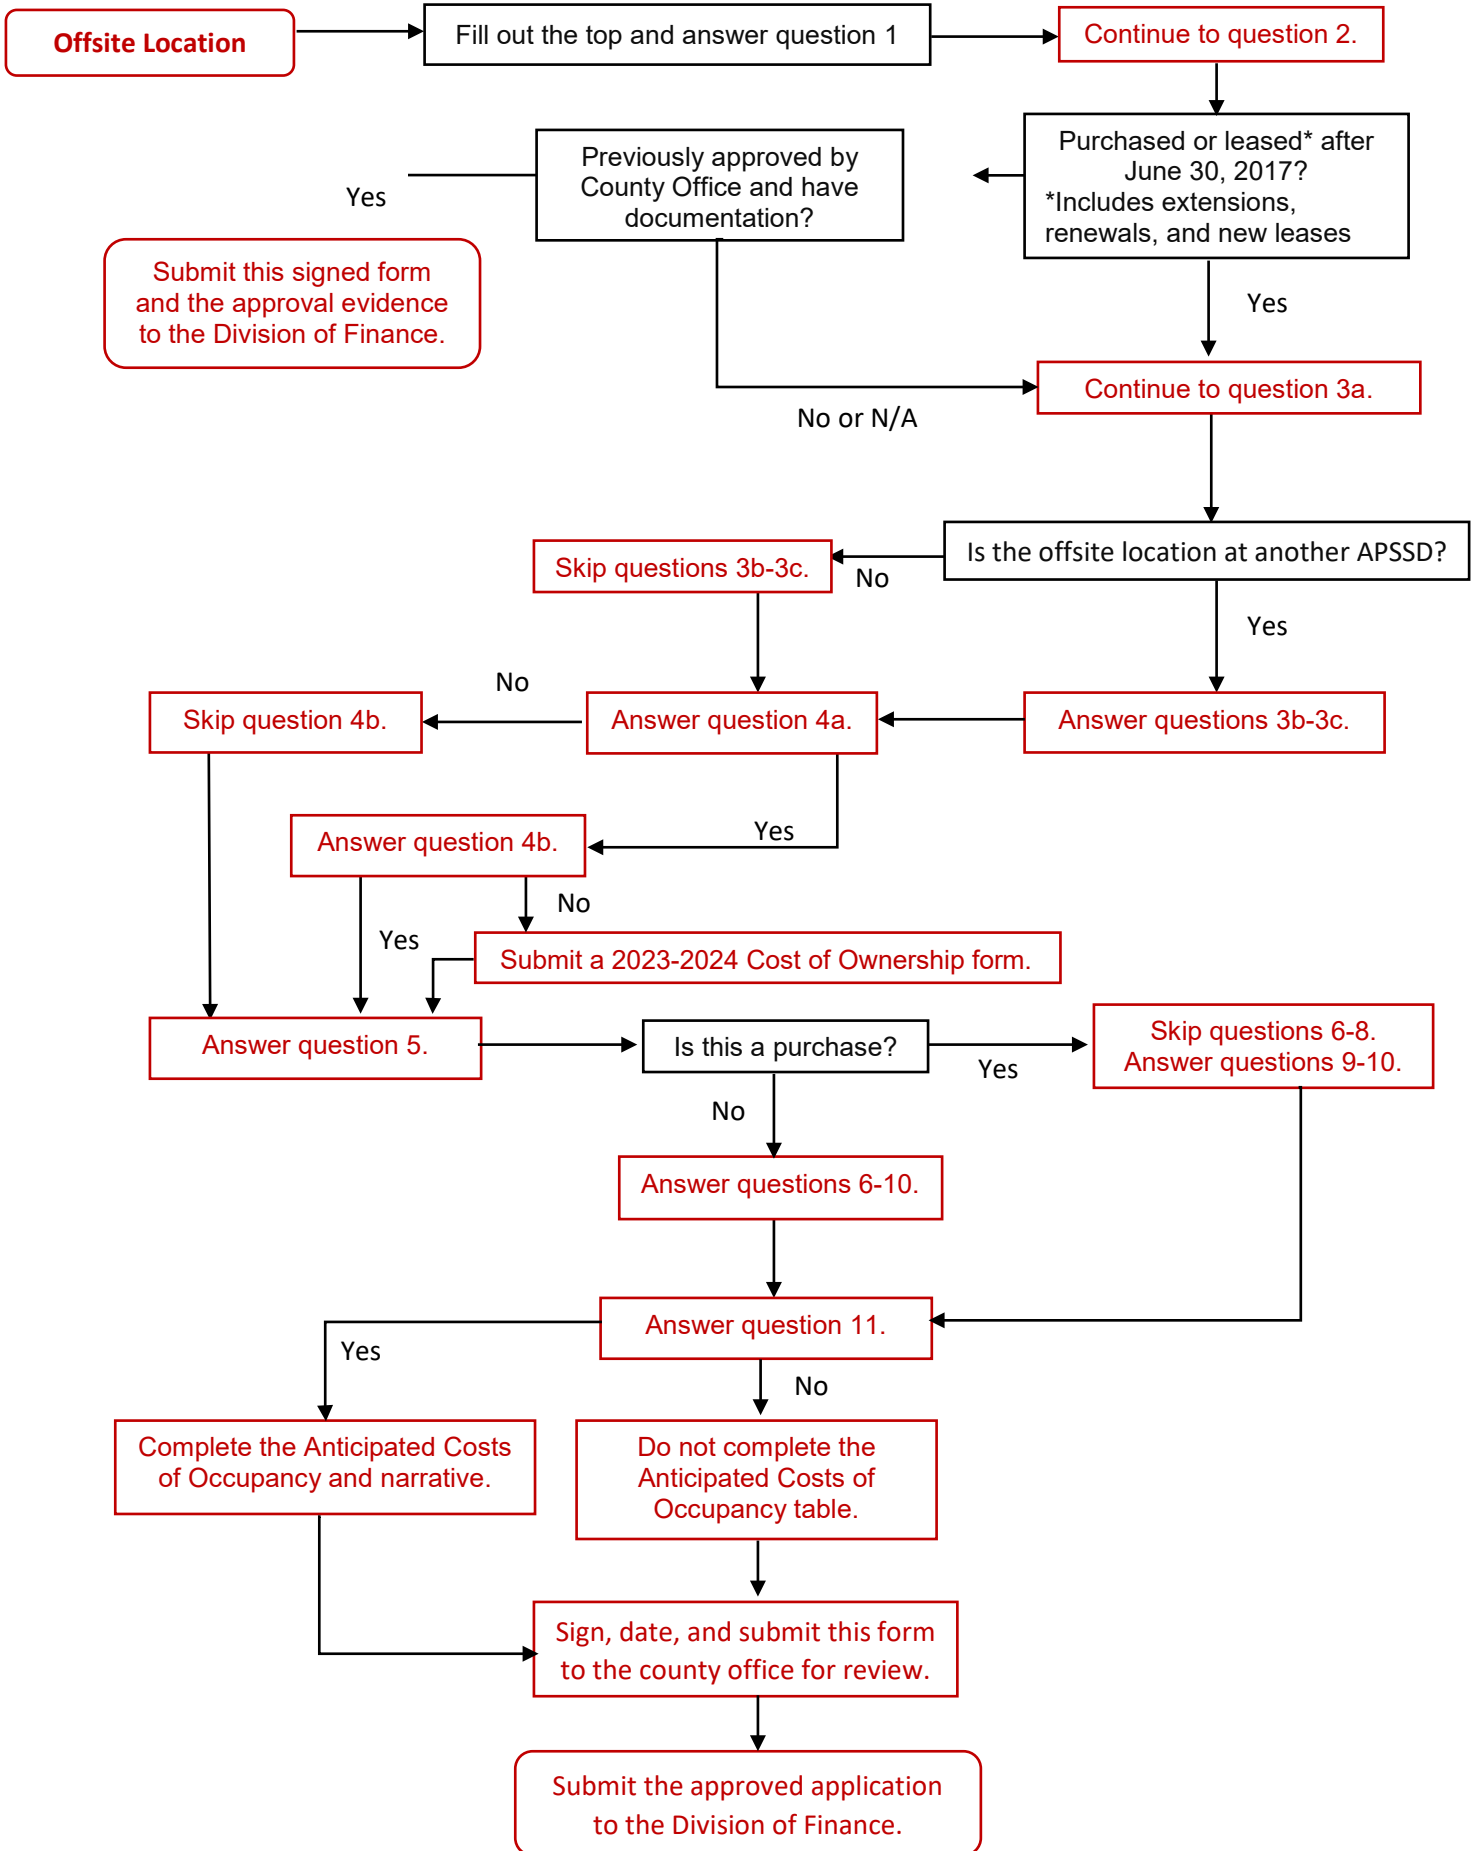 Offsite Location
Fill out the top and answer question 1
Continue to question 2.
Purchased or leased* after
June 30, 2017?
*Includes extensions,
renewals, and new leases
Previously approved by
County Office and have
documentation?
Yes
Submit this signed form
and the approval evidence
to the Division of Finance.
Yes
Continue to question 3a.
No or N/A
Is the offsite location at another APSSD?
No
Skip questions 3b-3c.
Yes
Answer questions 3b-3c.
Answer question 4a.
No
Skip question 4b.
Yes
Answer question 4b.
No
Yes
Submit a 2023-2024 Cost of Ownership form.
Answer question 5.
Is this a purchase?
Yes
Skip questions 6-8.
Answer questions 9-10.
No
Answer questions 6-10.
Answer question 11.
Yes
No
Complete the Anticipated Costs
of Occupancy and narrative.
Do not complete the
Anticipated Costs of
Occupancy table.
Sign, date, and submit this form
to the county office for review.
Submit the approved application
to the Division of Finance.